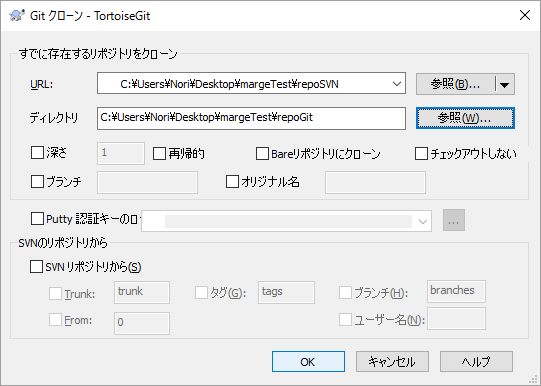 Git クローン - TortoiseGit
すでに存在するリポジトリをクローン
URL: C:¥Users¥Nori¥Desktop¥margeTest¥repoSVN 参照(B)...
ディレクトリ C:¥Users¥Nori¥Desktop¥margeTest¥repoGit 参照(W)...
深さ 1 再帰的 Bareリポジトリにクローン チェックアウトしない
ブランチ オリジナル名
Putty 認証キーのロ ...
SVNのリポジトリから
SVN リポジトリから(S)
Trunk: trunk タグ(G): tags ブランチ(H): branches
From: 0 ユーザー名(N):
OK キャンセル ヘルプ